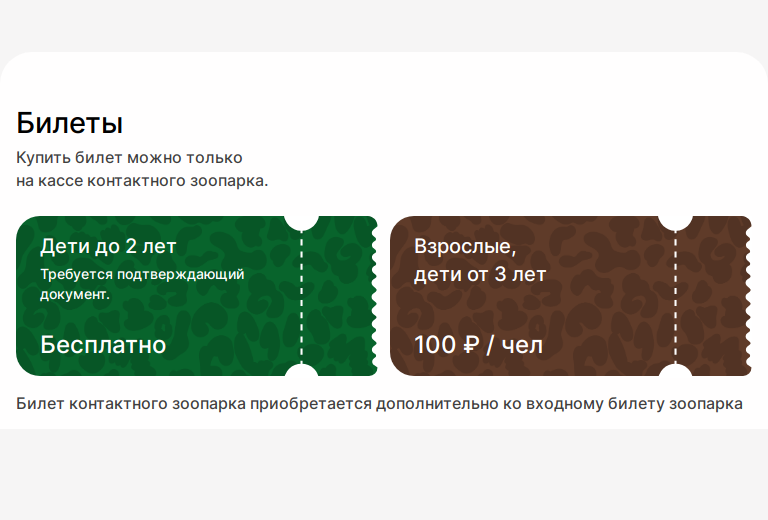 Билеты
Купить билет можно только
на кассе контактного зоопарка.
Дети до 2 лет
Требуется подтверждающий
документ.
Бесплатно
Взрослые,
дети от 3 лет
100 ₽ / чел
Билет контактного зоопарка приобретается дополнительно ко входному билету зоопарка